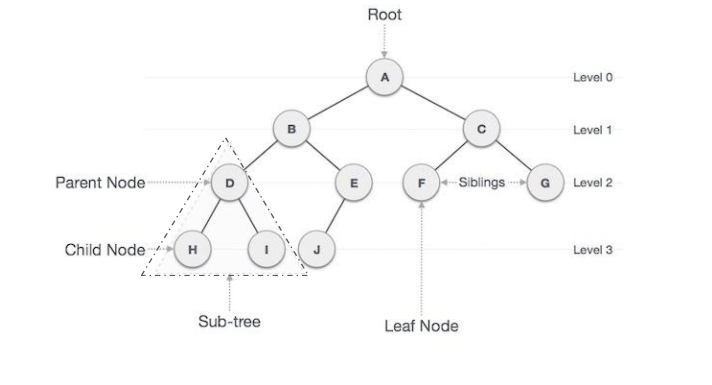 Root
A
Level 0
B
C
Level 1
Parent Node
D
E
F
Siblings
G
Level 2
Child Node
H
I
J
Level 3
Sub-tree
Leaf Node